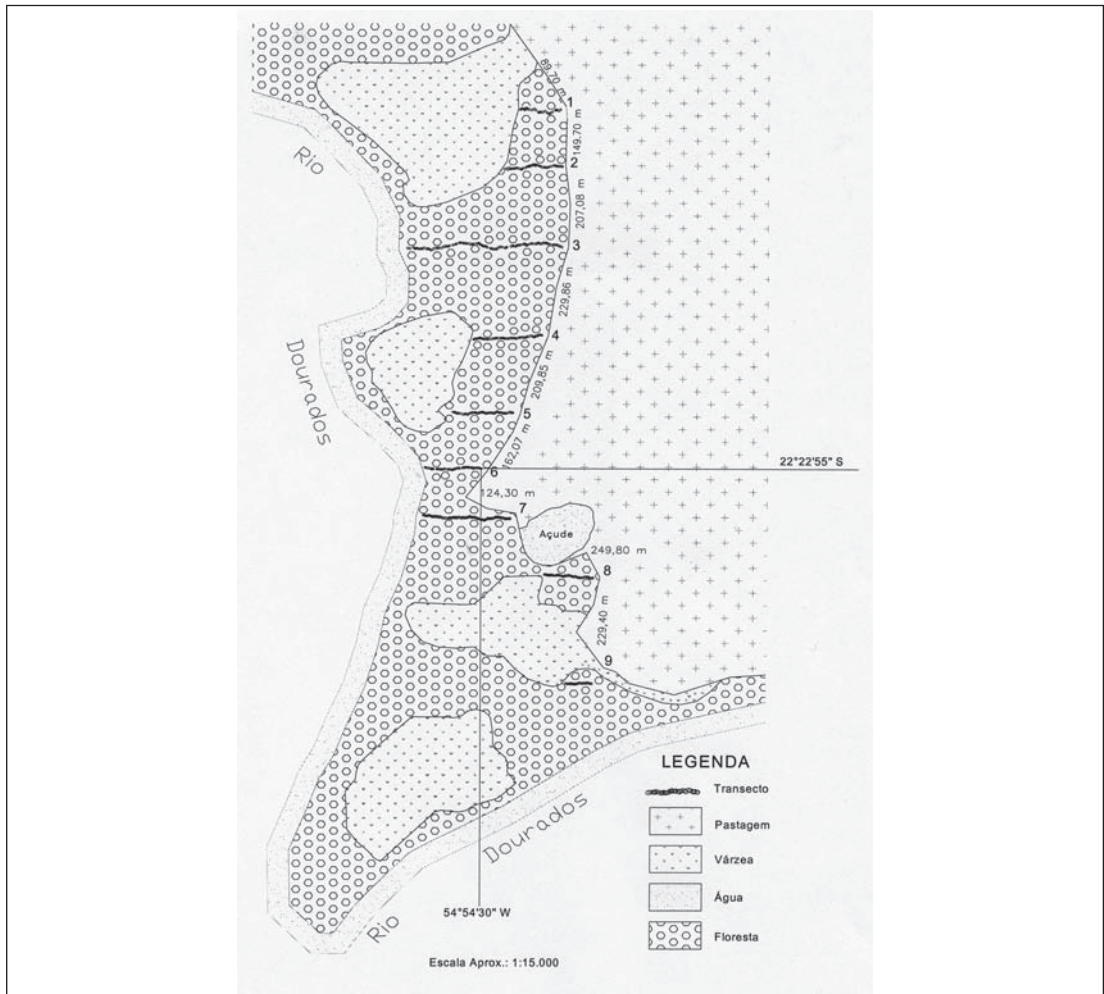 89,70 m
1
149,70 m
2
207,08 m
3
229,86 m
4
209,85 m
5
162,07 m
6
22°22'55" S
124,30 m
7
Açude
249,80 m
8
229,40 m
9
Rio
Dourados
Rio
Dourados
54°54'30" W
LEGENDA
Transecto
Pastagem
Várzea
Água
Floresta
Escala Aprox.: 1:15.000